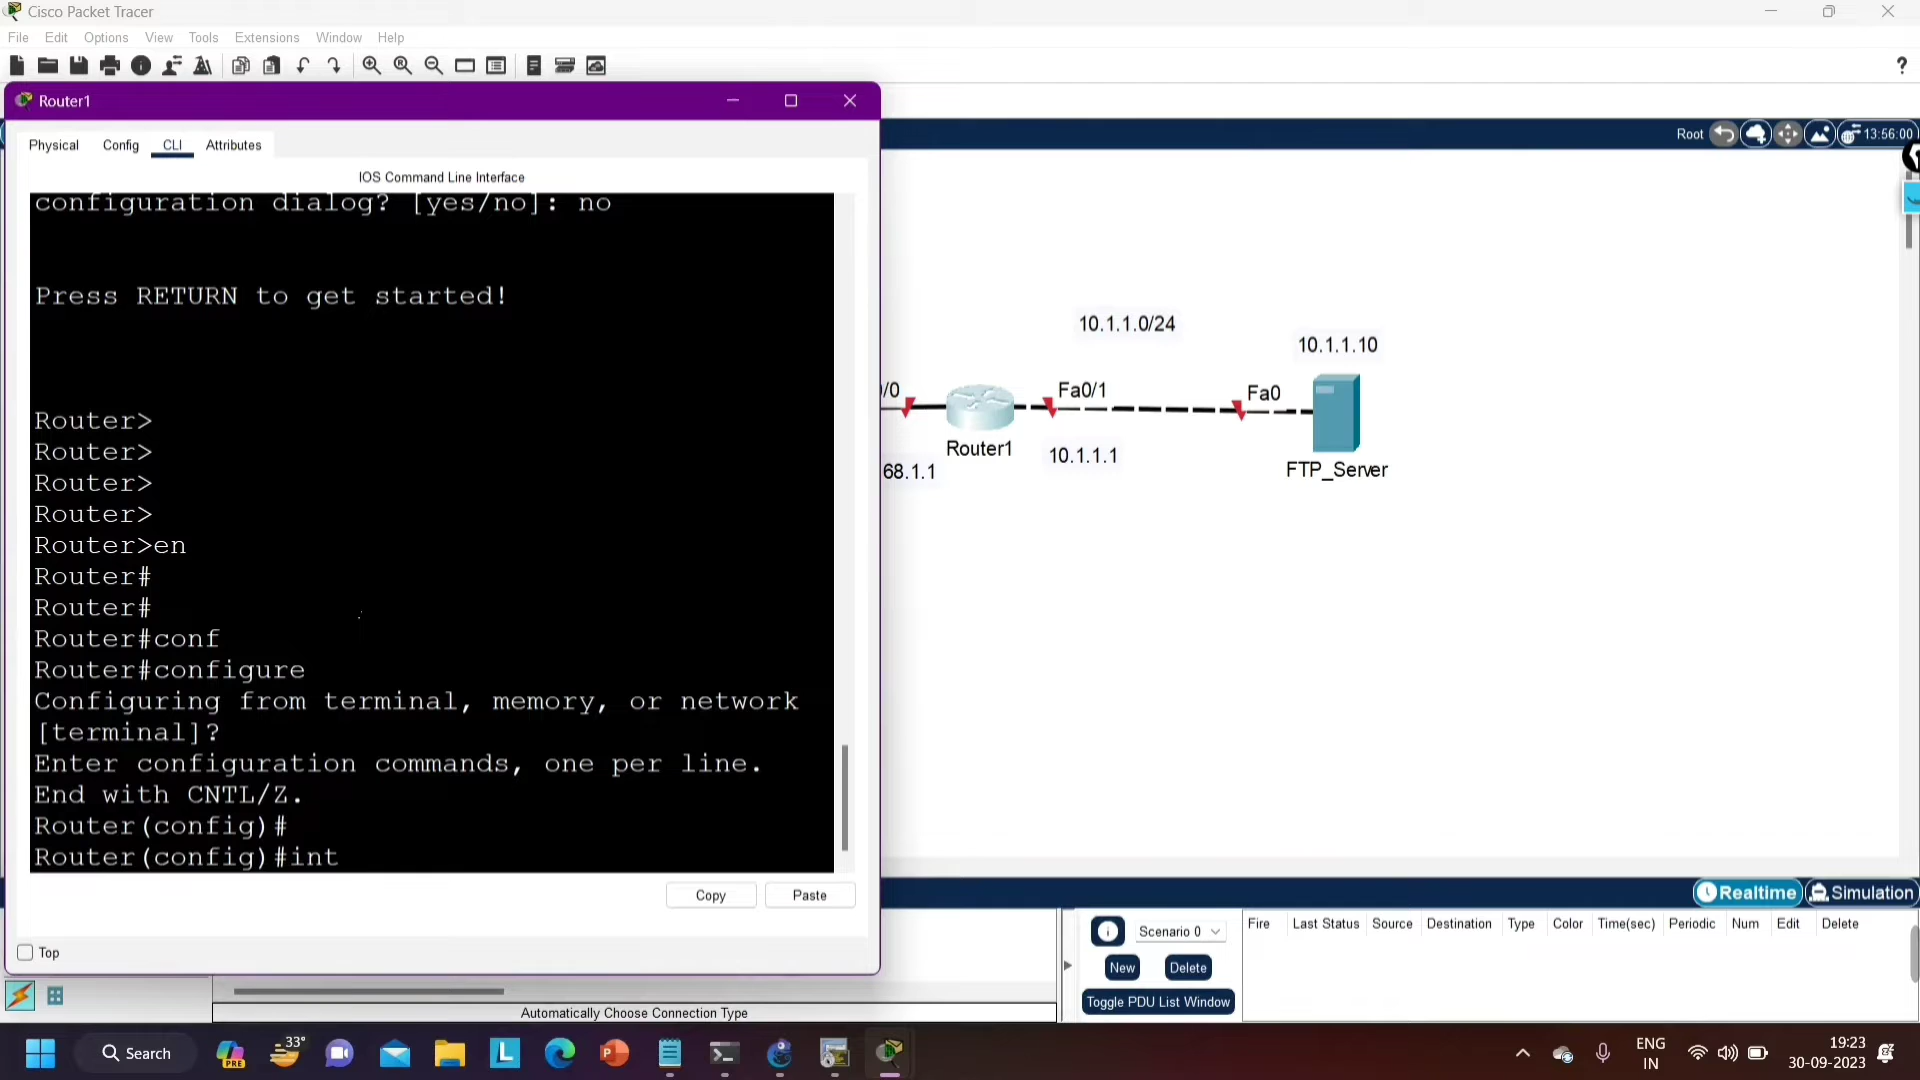 Cisco Packet Tracer
File Edit Options View Tools Extensions Window Help
?
Router1
Physical Config CLI Attributes
IOS Command Line Interface
configuration dialog? [yes/no]: no
Press RETURN to get started!
Router>
Router>
Router>
Router>
Router>en
Router#
Router#
Router#conf
Router#configure
Configuring from terminal, memory, or network
[terminal]?
Enter configuration commands, one per line.
End with CNTL/Z.
Router(config)#
Router(config)#int
Copy Paste
Top
Root 13:56:00
10.1.1.0/24
10.1.1.10
/0 Fa0/1 Fa0
Router1
10.1.1.1
68.1.1
FTP_Server
Realtime Simulation
Scenario 0
New Delete
Toggle PDU List Window
Fire Last Status Source Destination Type Color Time(sec) Periodic Num Edit Delete
Automatically Choose Connection Type
Search
PRE
33°
L
P
ENG
IN
19:23
30-09-2023